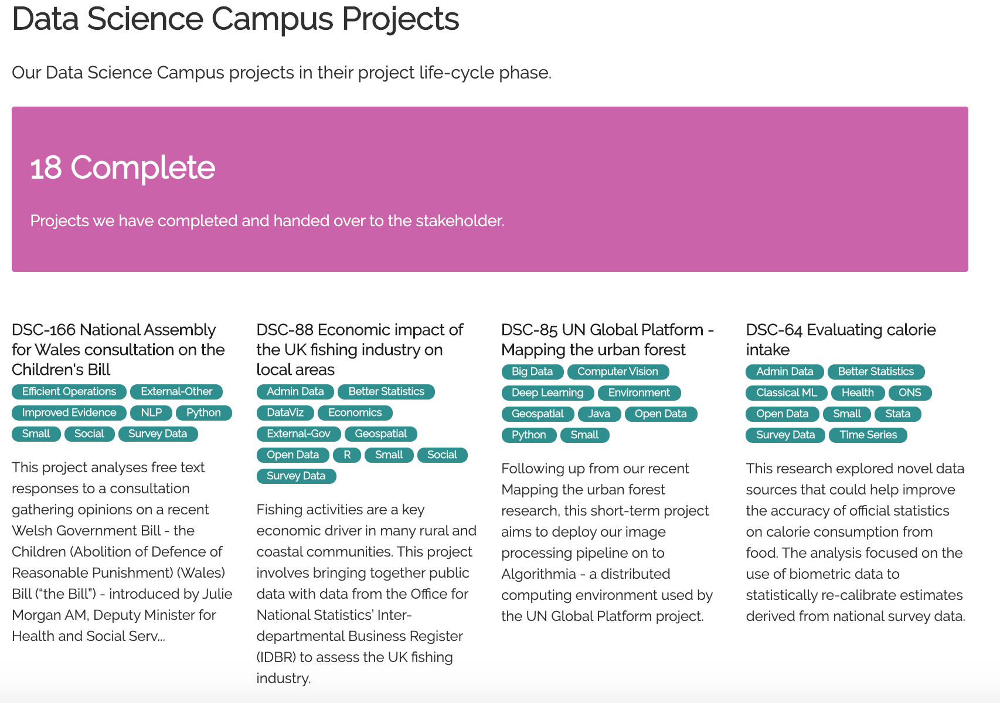 Data Science Campus Projects
Our Data Science Campus projects in their project life-cycle phase.
18 Complete
Projects we have completed and handed over to the stakeholder.
DSC-166 National Assembly
for Wales consultation on the
Children's Bill
Efficient Operations External-Other
Improved Evidence NLP Python
Small Social Survey Data
This project analyses free text
responses to a consultation
gathering opinions on a recent
Welsh Government Bill - the
Children (Abolition of Defence of
Reasonable Punishment) (Wales)
Bill (“the Bill”) - introduced by Julie
Morgan AM, Deputy Minister for
Health and Social Serv...
DSC-88 Economic impact of
the UK fishing industry on
local areas
Admin Data Better Statistics
DataViz Economics
External-Gov Geospatial
Open Data R Small Social
Survey Data
Fishing activities are a key
economic driver in many rural and
coastal communities. This project
involves bringing together public
data with data from the Office for
National Statistics’ Inter-
departmental Business Register
(IDBR) to assess the UK fishing
industry.
DSC-85 UN Global Platform -
Mapping the urban forest
Big Data Computer Vision
Deep Learning Environment
Geospatial Java Open Data
Python Small
Following up from our recent
Mapping the urban forest
research, this short-term project
aims to deploy our image
processing pipeline on to
Algorithmia - a distributed
computing environment used by
the UN Global Platform project.
DSC-64 Evaluating calorie
intake
Admin Data Better Statistics
Classical ML Health ONS
Open Data Small Stata
Survey Data Time Series
This research explored novel data
sources that could help improve
the accuracy of official statistics
on calorie consumption from
food. The analysis focused on the
use of biometric data to
statistically re-calibrate estimates
derived from national survey data.